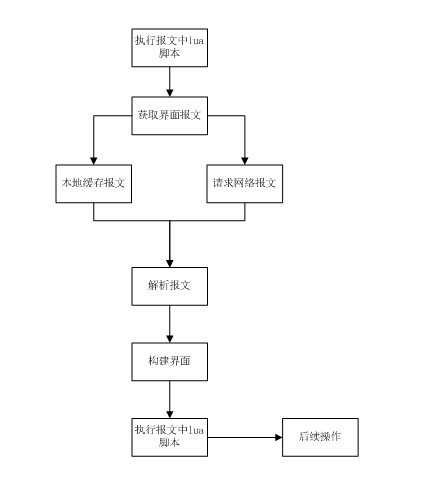 执行报文中lua
脚本
获取界面报文
本地缓存报文
请求网络报文
解析报文
构建界面
执行报文中lua
脚本
后续操作